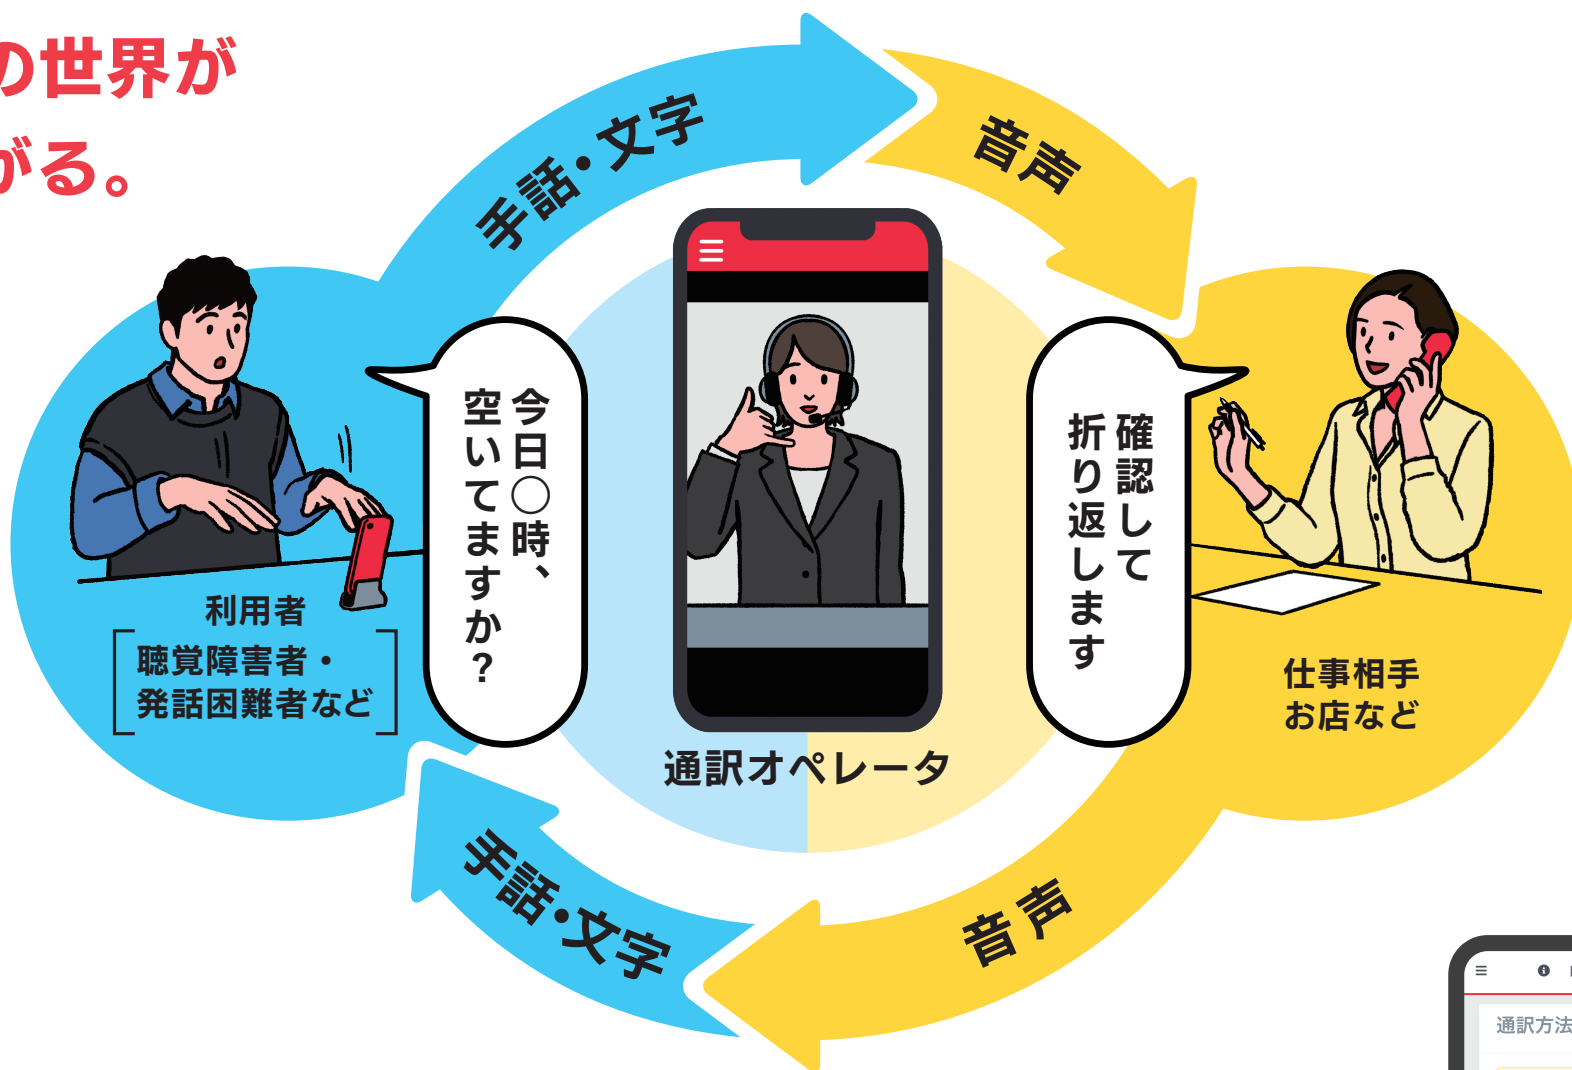 の世界が
がる。
手話・文字
音声
今日○時、
空いてますか？
確認して
折り返します
利用者
聴覚障害者・
発話困難者など
通訳オペレータ
仕事相手
お店など
手話・文字
音声
通訳方法